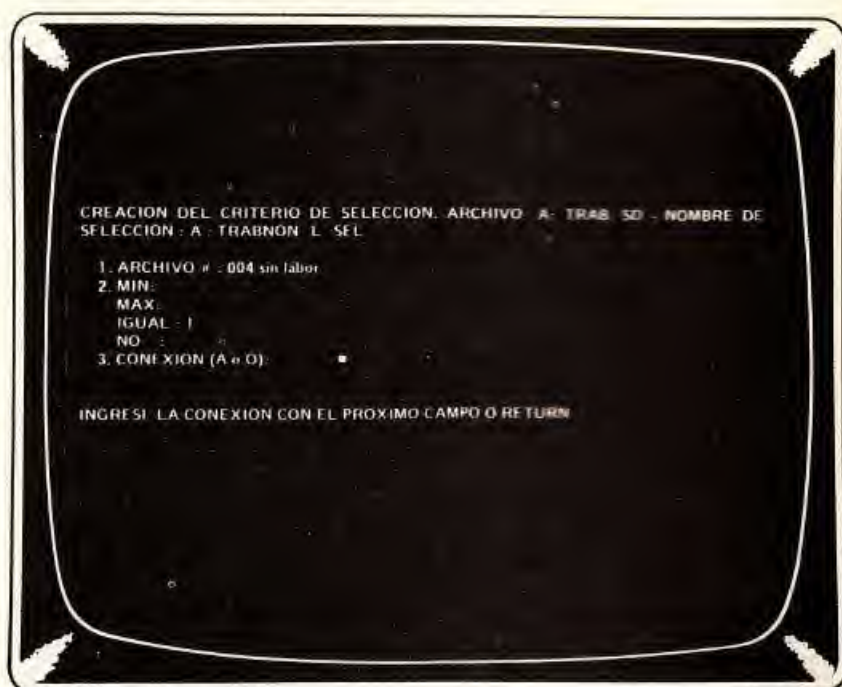 CREACION DEL CRITERIO DE SELECCION. ARCHIVO A: TRAB SD - NOMBRE DE
SELECCION : A : TRABNON L SEL
1. ARCHIVO # : 004 sin labor
2. MIN:
MAX:
IGUAL : I
NO :
3. CONEXION (A o O):
INGRESI LA CONEXION CON EL PROXIMO CAMPO O RETURN